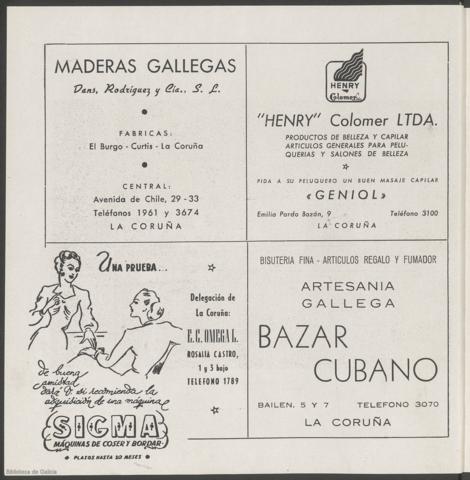 MADERAS GALLEGAS
Dans, Rodriguez y Cia., S. L.
FABRICAS:
El Burgo - Curtis - La Coruña
CENTRAL:
Avenida de Chile, 29 - 33
Teléfonos 1961 y 3674
LA CORUÑA
HENRY
Colomer
"HENRY" Colomer LTDA.
PRODUCTOS DE BELLEZA Y CAPILAR
ARTICULOS GENERALES PARA PELU-
QUERIAS Y SALONES DE BELLEZA
PIDA A SU PELUQUERO UN BUEN MASAJE CAPILAR
«GENIOL»
Emilia Pardo Bazán, 9 Teléfono 3100
LA CORUÑA
UNA PRUEBA...
de buena
amistad
dará V. si recomienda la
adquisición de una máquina
SIGMA
MAQUINAS DE COSER Y BORDAR
PLAZOS HASTA 20 MESES
Delegación de
La Coruña:
E. C. OMEGA L.
ROSALIA CASTRO,
1 y 3 bajo
TELEFONO 1789
BISUTERIA FINA - ARTICULOS REGALO Y FUMADOR
ARTESANIA
GALLEGA
BAZAR
CUBANO
BAILEN, 5 Y 7 TELEFONO 3070
LA CORUÑA
Biblioteca de Galicia